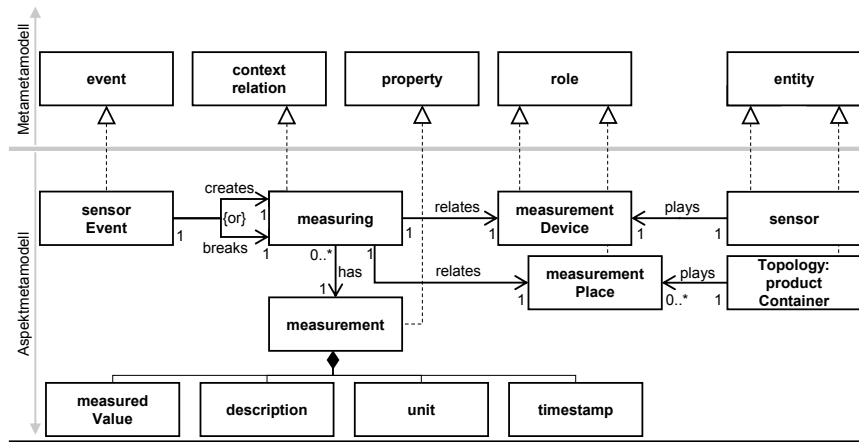 Metametamodell
event
context
relation
property
role
entity
Aspektmetamodell
sensor
Event
1
creates
{or}
breaks
1
1
measuring
relates
1
1
measurement
Device
plays
1
1
sensor
0..*
1
has
1
relates
1
measurement
Place
plays
0..*
1
Topology:
product
Container
measurement
measured
Value
description
unit
timestamp